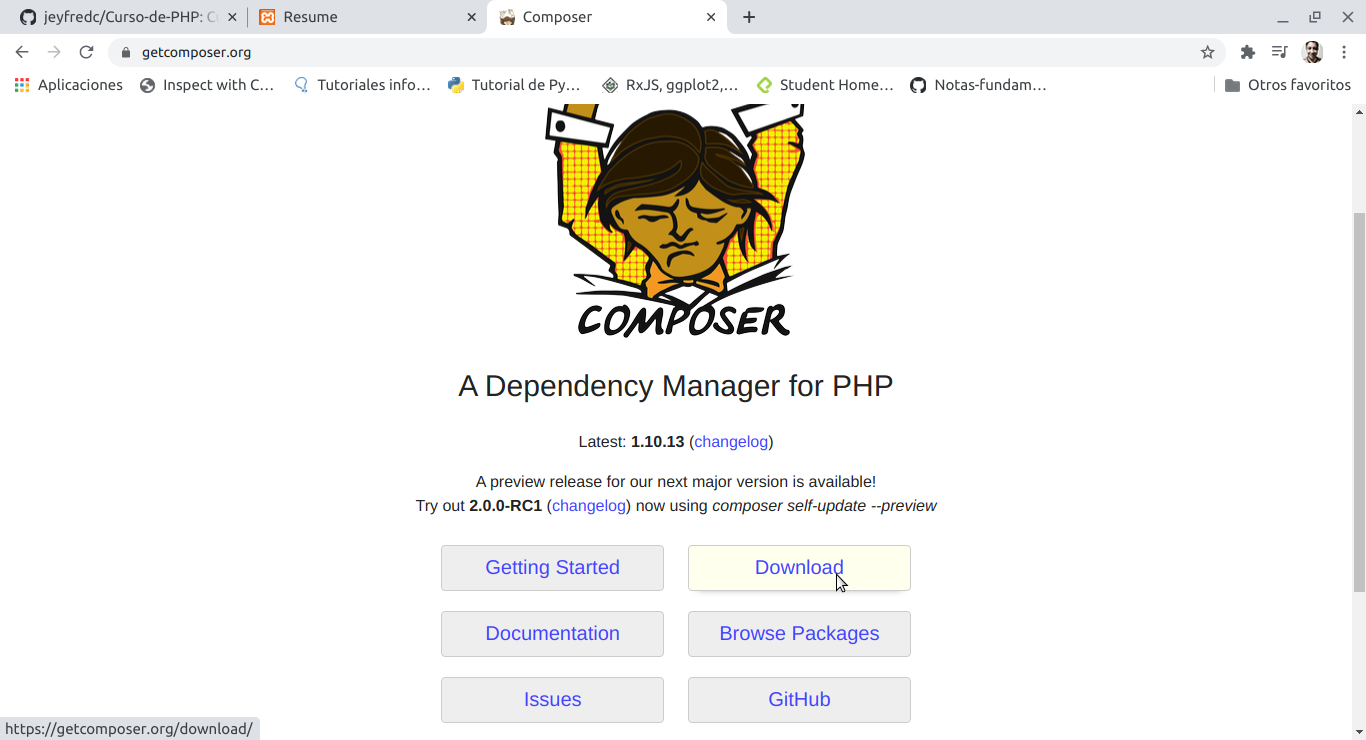 jeyfredc/Curso-de-PHP: C
Resume
Composer
getcomposer.org
Aplicaciones
Inspect with C…
Tutoriales info…
Tutorial de Py…
RxJS, ggplot2,…
Student Home…
Notas-fundam…
Otros favoritos
COMPOSER
A Dependency Manager for PHP
Latest: 1.10.13 (changelog)
A preview release for our next major version is available!
Try out 2.0.0-RC1 (changelog) now using composer self-update --preview
Getting Started
Download
Documentation
Browse Packages
Issues
GitHub
https://getcomposer.org/download/